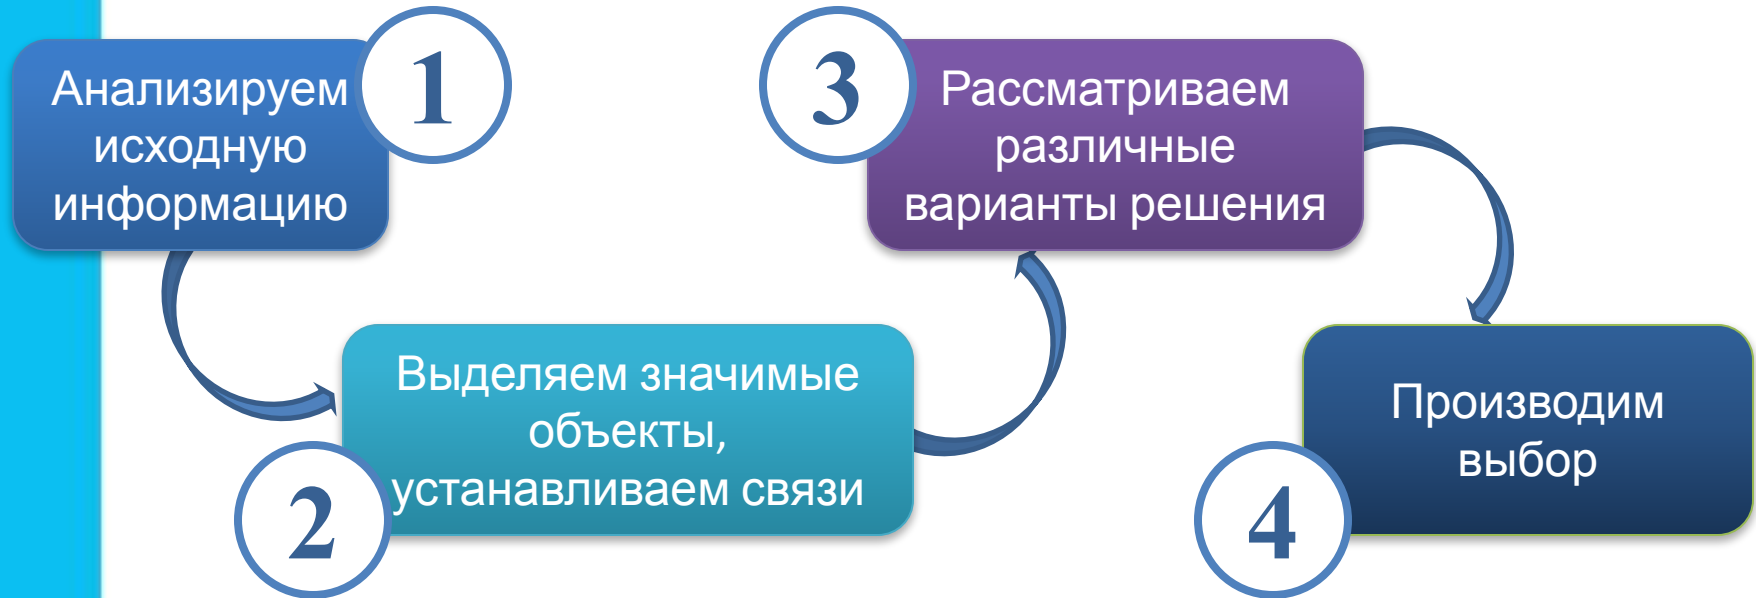 1
Анализируем
исходную
информацию
2
Выделяем значимые
объекты,
устанавливаем связи
3
Рассматриваем
различные
варианты решения
4
Производим
выбор